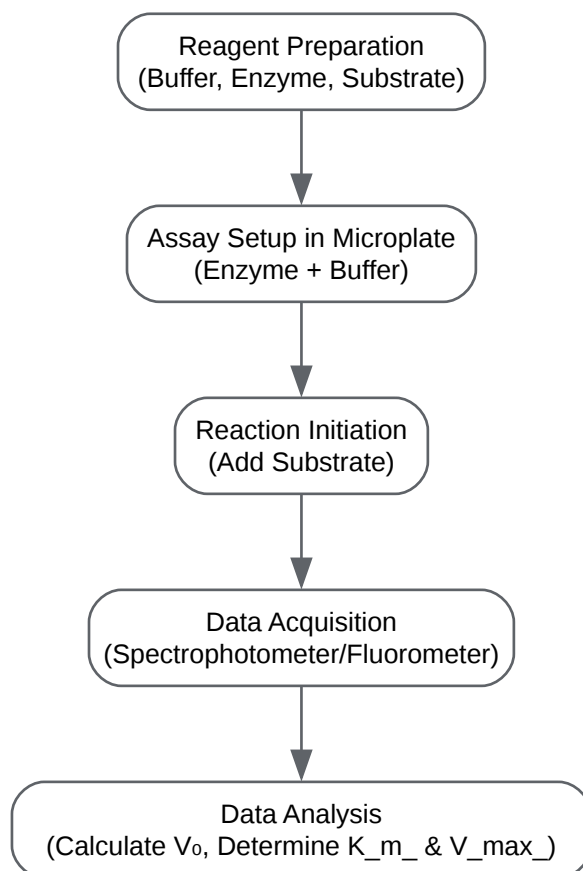 Reagent Preparation
(Buffer, Enzyme, Substrate)
Assay Setup in Microplate
(Enzyme + Buffer)
Reaction Initiation
(Add Substrate)
Data Acquisition
(Spectrophotometer/Fluorometer)
Data Analysis
(Calculate V₀, Determine K_m_ & V_max_)